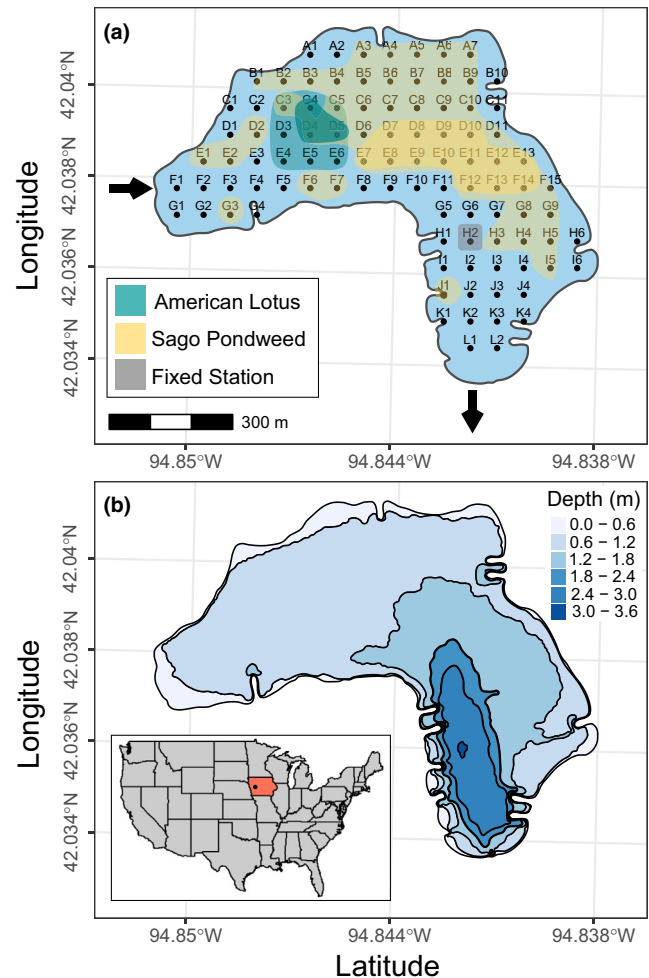 (a)
A1 A2 A3 A4 A5 A6 A7
B1 B2 B3 B4 B5 B6 B7 B8 B9 B10
C1 C2 C3 C4 C5 C6 C7 C8 C9 C10 C11
D1 D2 D3 D4 D5 D6 D7 D8 D9 D10 D11
E1 E2 E3 E4 E5 E6 E7 E8 E9 E10 E11 E12 E13
F1 F2 F3 F4 F5 F6 F7 F8 F9 F10 F11 F12 F13 F14 F15
G1 G2 G3 G4 G5 G6 G7 G8 G9
H1 H2 H3 H4 H5 H6
I1 I2 I3 I4 I5 I6
J1 J2 J3 J4
K1 K2 K3 K4
L1 L2
American Lotus
Sago Pondweed
Fixed Station
300 m
42.04°N
42.038°N
42.036°N
42.034°N
Longitude
94.85°W 94.844°W 94.838°W
(b)
Depth (m)
0.0 − 0.6
0.6 − 1.2
1.2 − 1.8
1.8 − 2.4
2.4 − 3.0
3.0 − 3.6
42.04°N
42.038°N
42.036°N
42.034°N
Longitude
94.85°W 94.844°W 94.838°W
Latitude